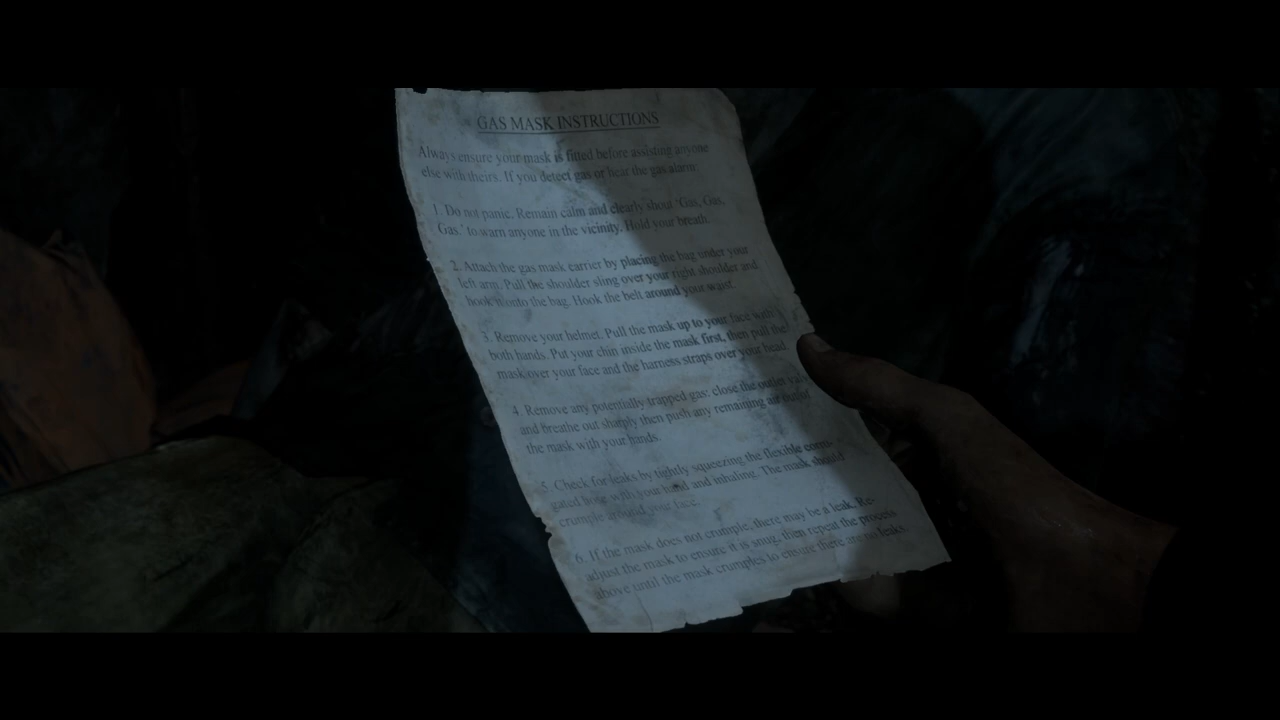 GAS MASK INSTRUCTIONS
Always ensure your mask is fitted before assisting anyone
else with theirs. If you detect gas or hear the gas alarm
1. Do not panic. Remain calm and clearly shout 'Gas, Gas,
Gas.' to warn anyone in the vicinity. Hold your breath.
2. Attach the gas mask carrier by placing the bag under your
left arm. Pull the shoulder sling over your right shoulder and
hook it onto the bag. Hook the belt around your waist.
3. Remove your helmet. Pull the mask up to your face with
both hands. Put your chin inside the mask first, then pull the
mask over your face and the harness straps over your head
4. Remove any potentially trapped gas: close the outlet valve
and breathe out sharply then push any remaining air out of
the mask with your hands.
5. Check for leaks by tightly squeezing the flexible corru-
gated hose with your hand and inhaling. The mask should
crumple around your face.
6. If the mask does not crumple, there may be a leak. Re-
adjust the mask to ensure it is snug, then repeat the process
above until the mask crumples to ensure there are no leaks.